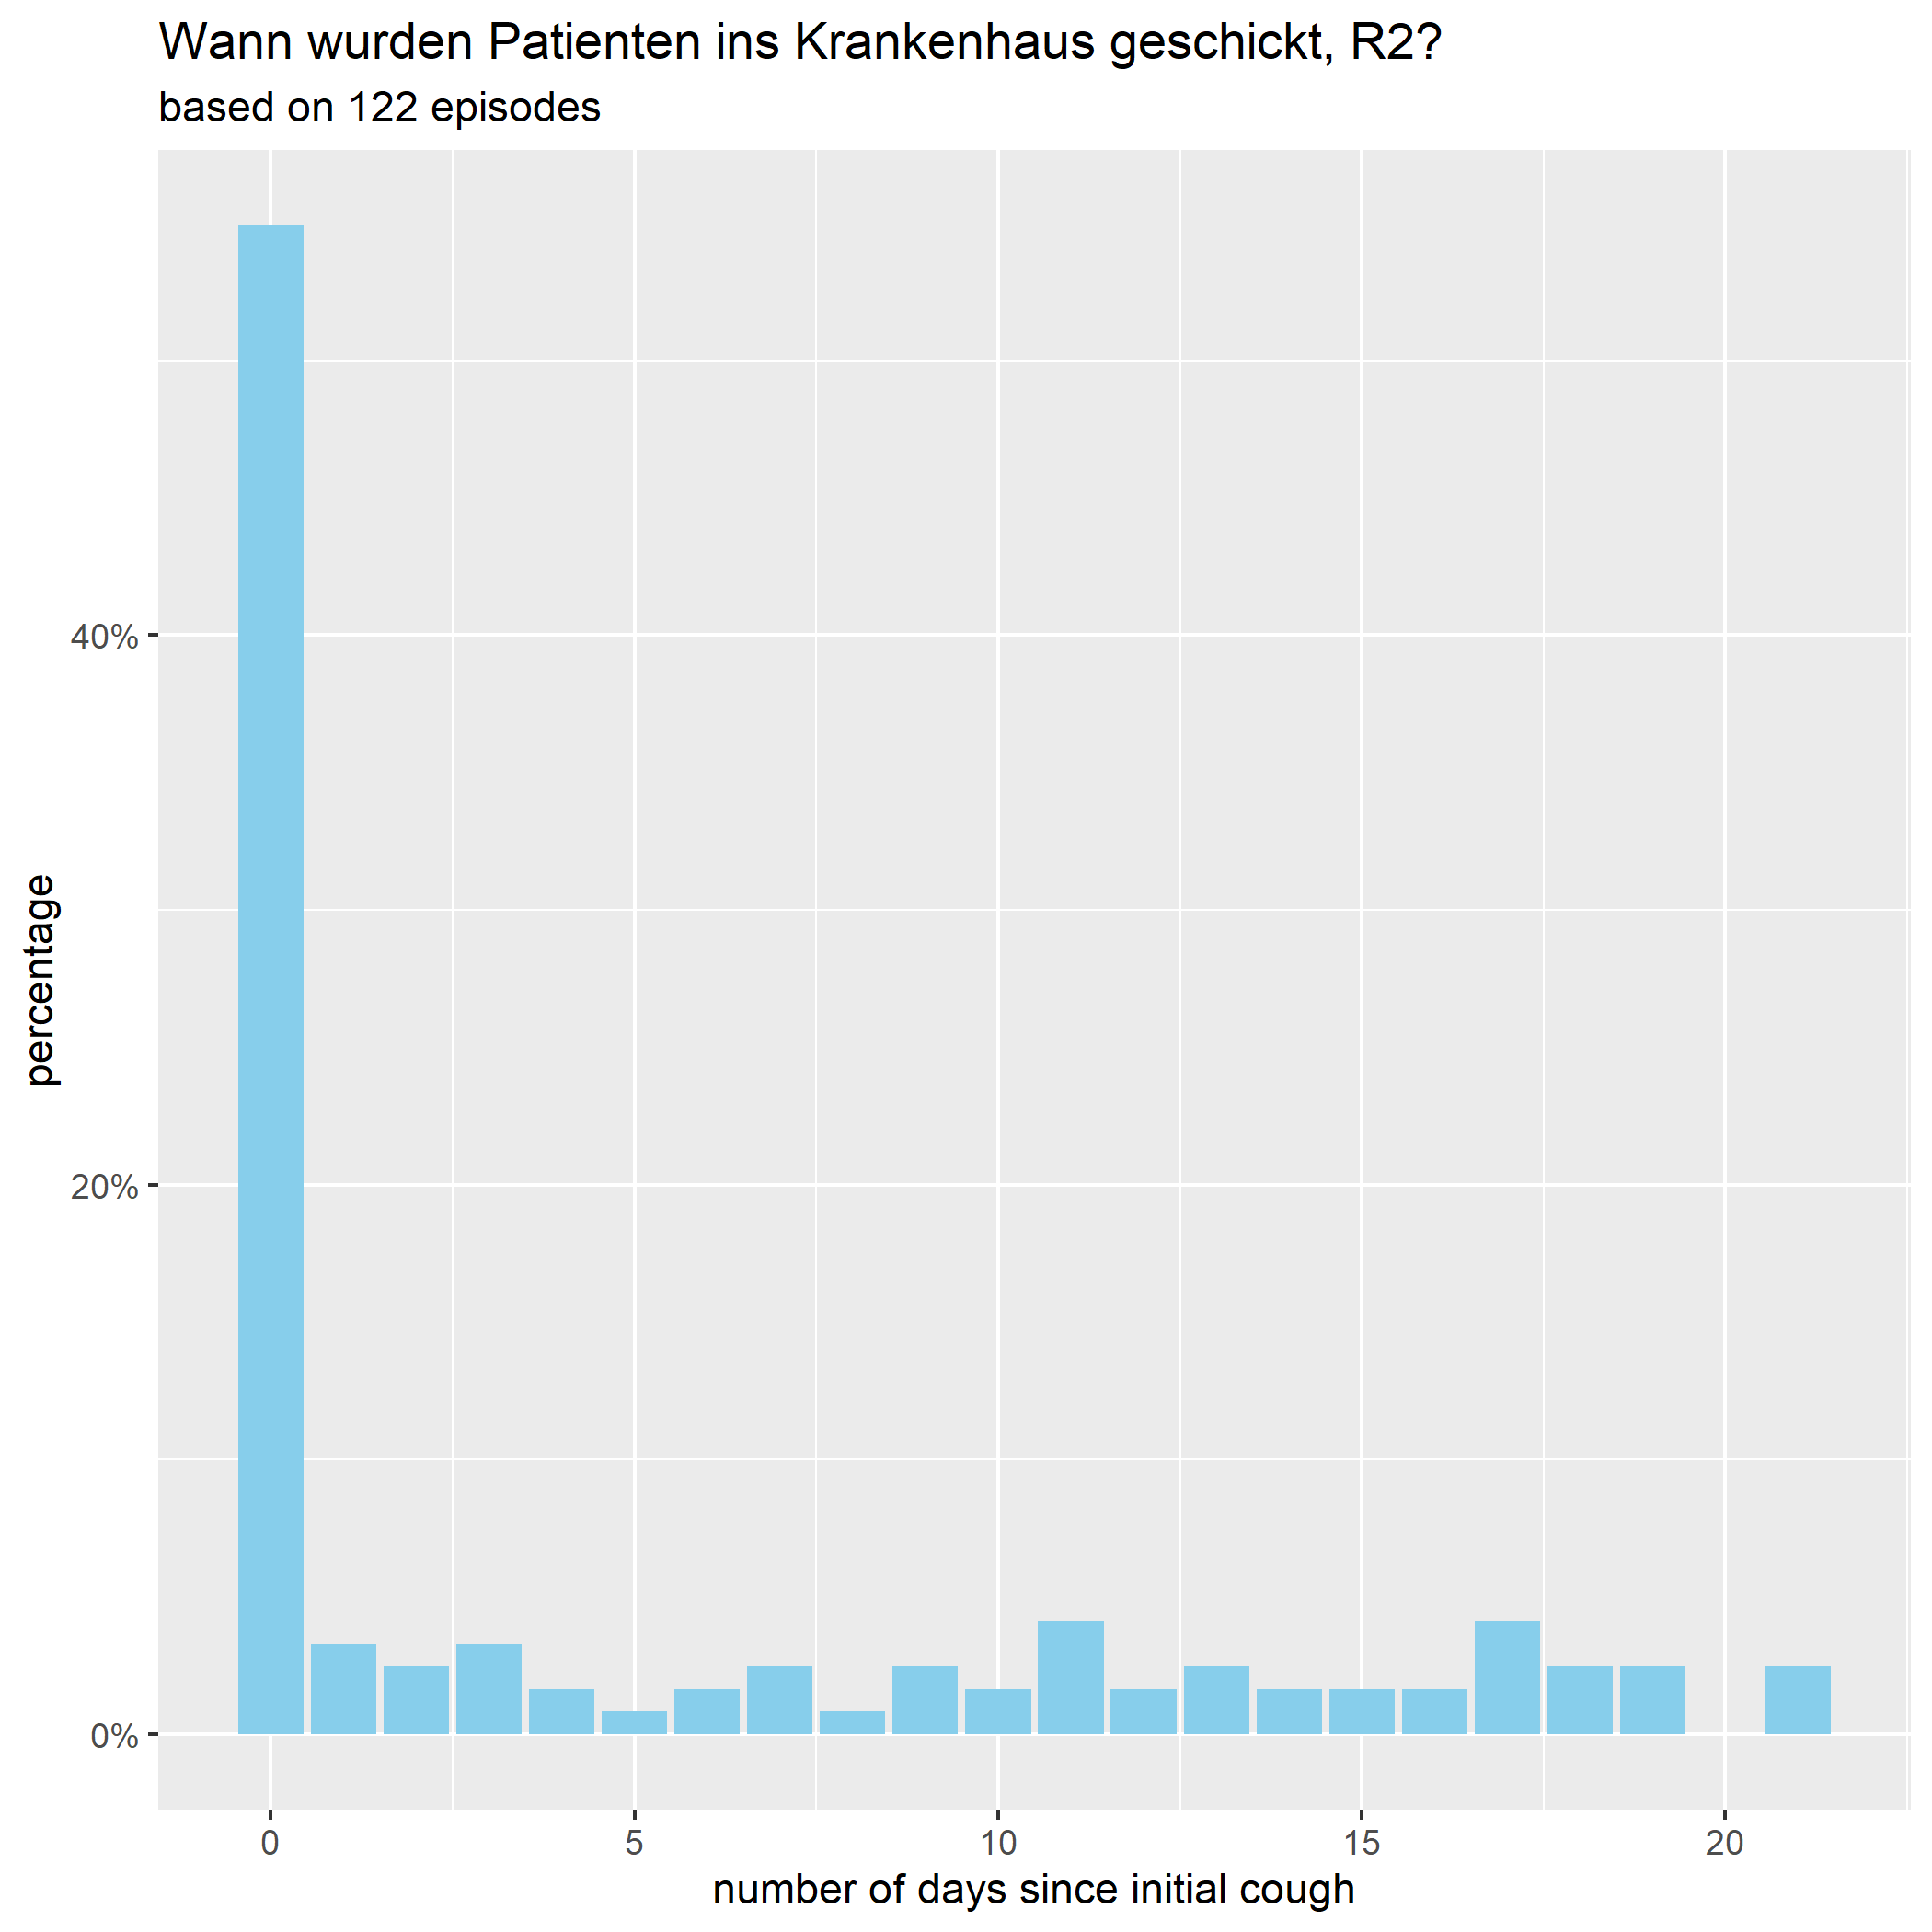 Wann wurden Patienten ins Krankenhaus geschickt, R2?
based on 122 episodes
percentage
40%
20%
0%
0 5 10 15 20
number of days since initial cough